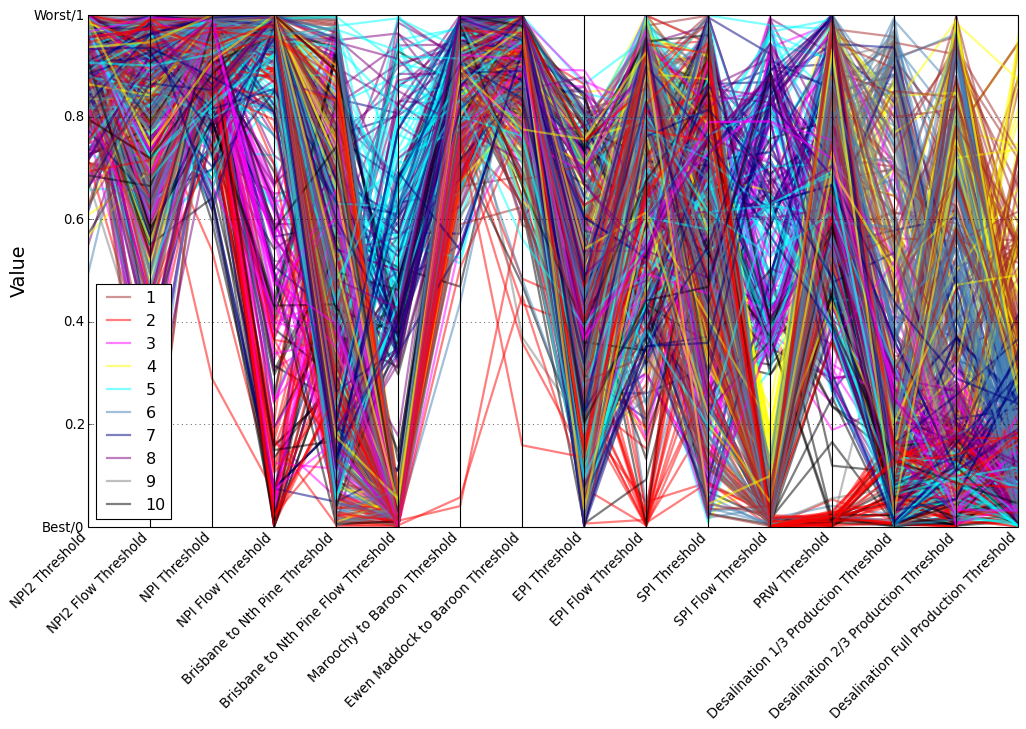 Worst/1
0.8
0.6
0.4
0.2
Best/0
Value
1
2
3
4
5
6
7
8
9
10
NPI2 Threshold
NPI2 Flow Threshold
NPI Threshold
NPI Flow Threshold
Brisbane to Nth Pine Threshold
Brisbane to Nth Pine Flow Threshold
Maroochy to Baroon Threshold
Ewen Maddock to Baroon Threshold
EPI Threshold
EPI Flow Threshold
SPI Threshold
SPI Flow Threshold
PRW Threshold
Desalination 1/3 Production Threshold
Desalination 2/3 Production Threshold
Desalination Full Production Threshold